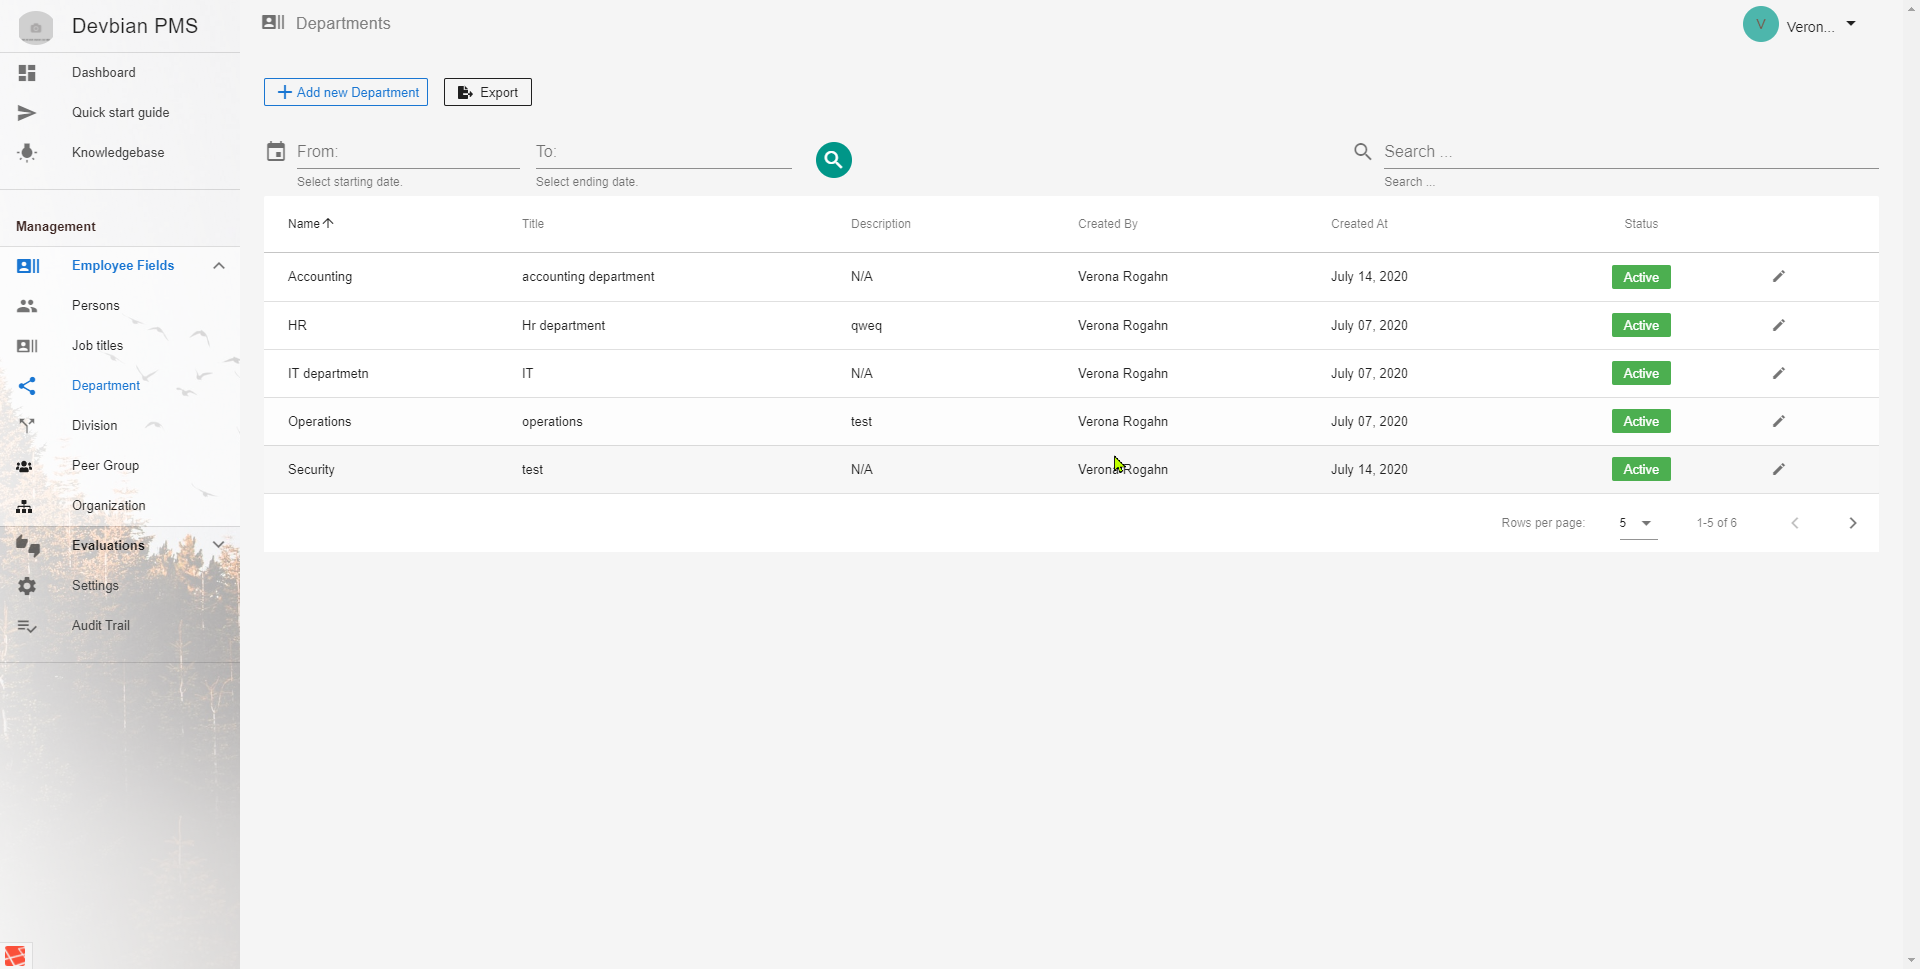 Devbian PMS
Departments
V
Veron...
Dashboard
Quick start guide
Knowledgebase
Management
Employee Fields
Persons
Job titles
Department
Division
Peer Group
Organization
Evaluations
Settings
Audit Trail
Add new Department
Export
From:
Select starting date.
To:
Select ending date.
Search ...
Search ...
Name Title Description Created By Created At Status
Accounting accounting department N/A Verona Rogahn July 14, 2020 Active
HR Hr department qweq Verona Rogahn July 07, 2020 Active
IT departmetn IT N/A Verona Rogahn July 07, 2020 Active
Operations operations test Verona Rogahn July 07, 2020 Active
Security test N/A Verona Rogahn July 14, 2020 Active
Rows per page: 5 1-5 of 6